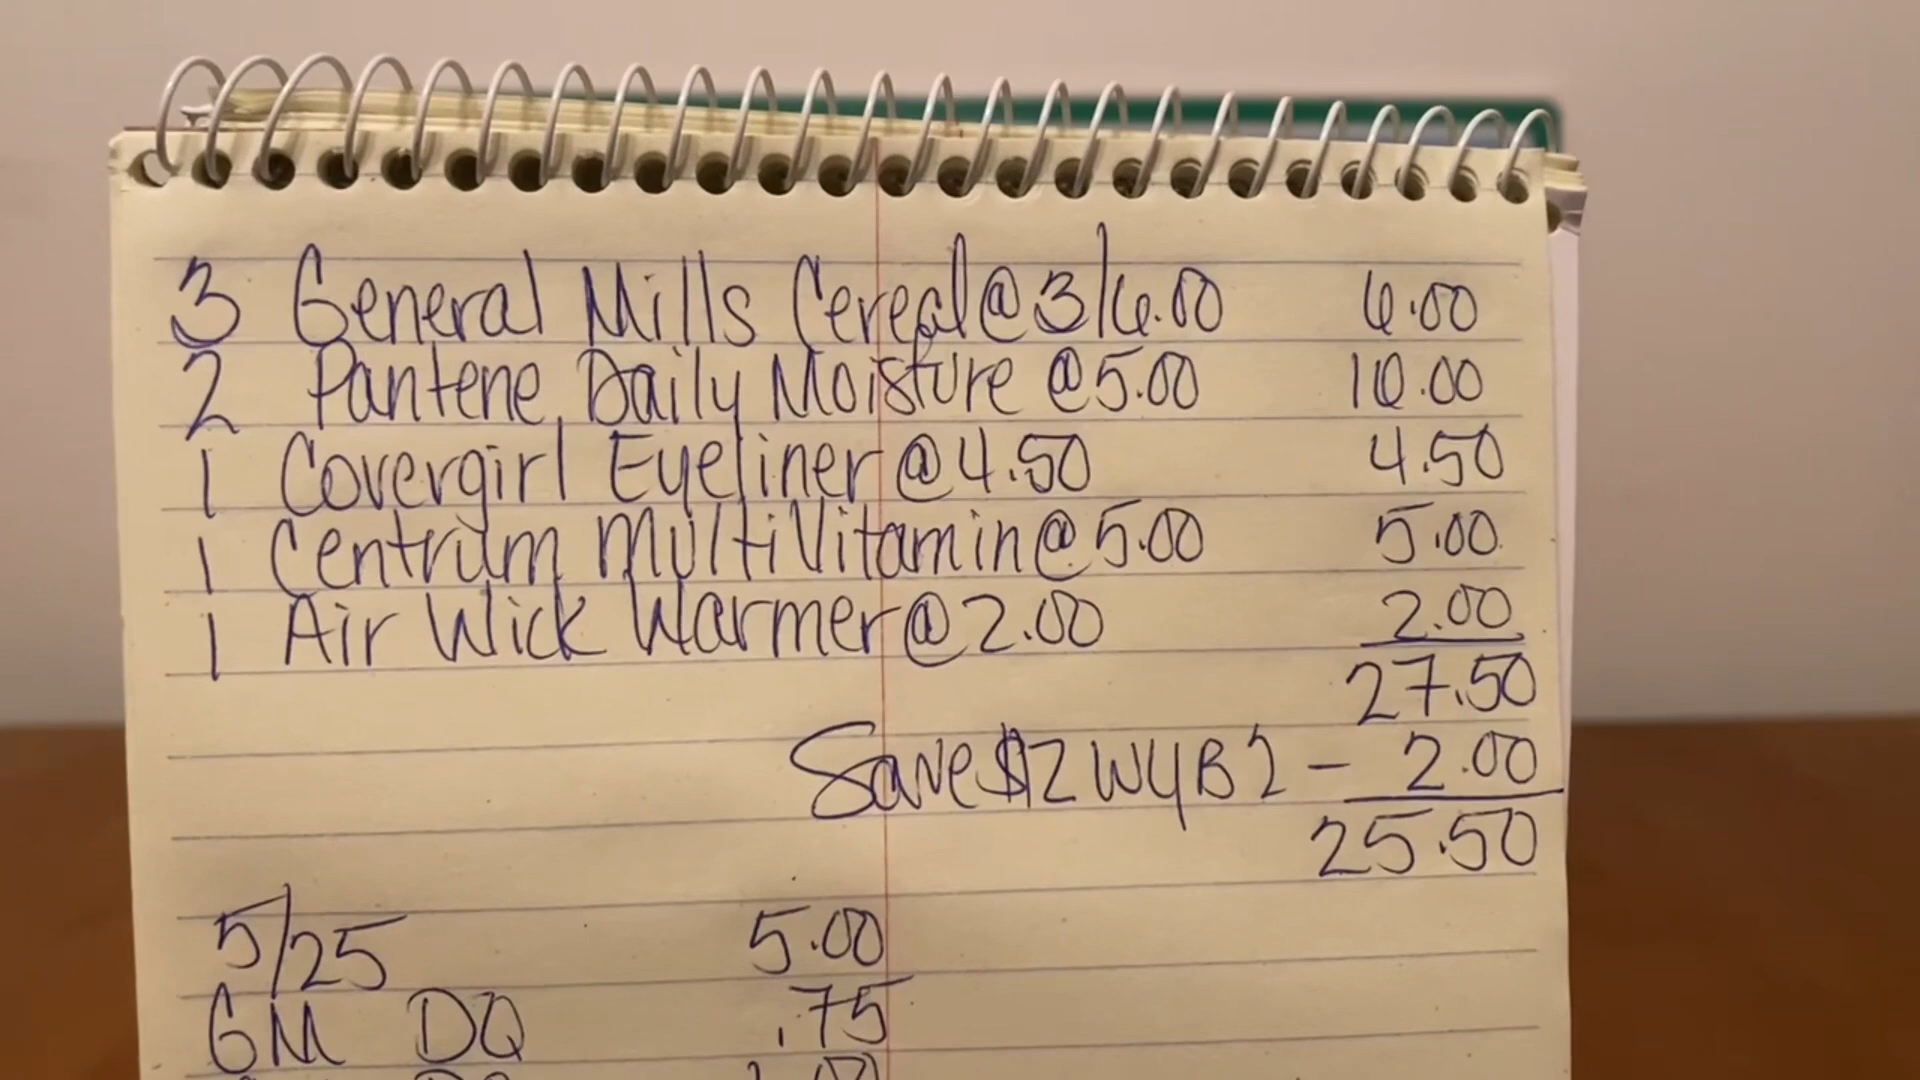 3 General Mills Cereal @ 3/6.00 6.00
2 Pantene Daily Moisture @ 5.00 10.00
1 Covergirl Eyeliner @ 4.50 4.50
1 Centrum MultiVitamin @ 5.00 5.00
1 Air Wick Warmer @ 2.00 2.00
27.50
Save $2 WYB 2 - 2.00
25.50
5/25 5.00
GM DQ .75